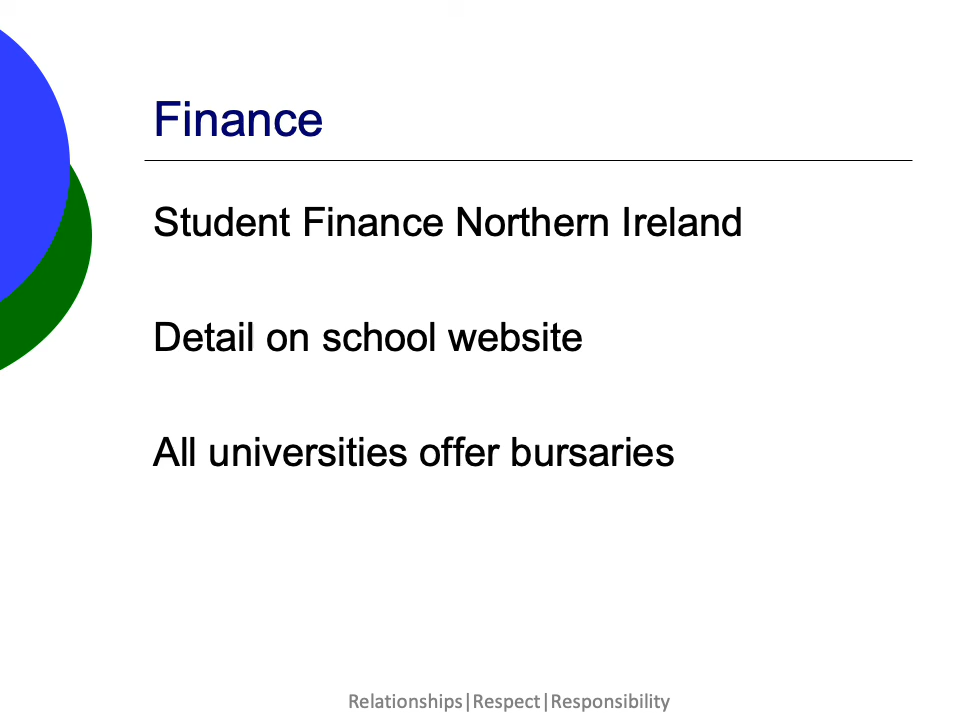 Finance
Student Finance Northern Ireland
Detail on school website
All universities offer bursaries
Relationships|Respect|Responsibility